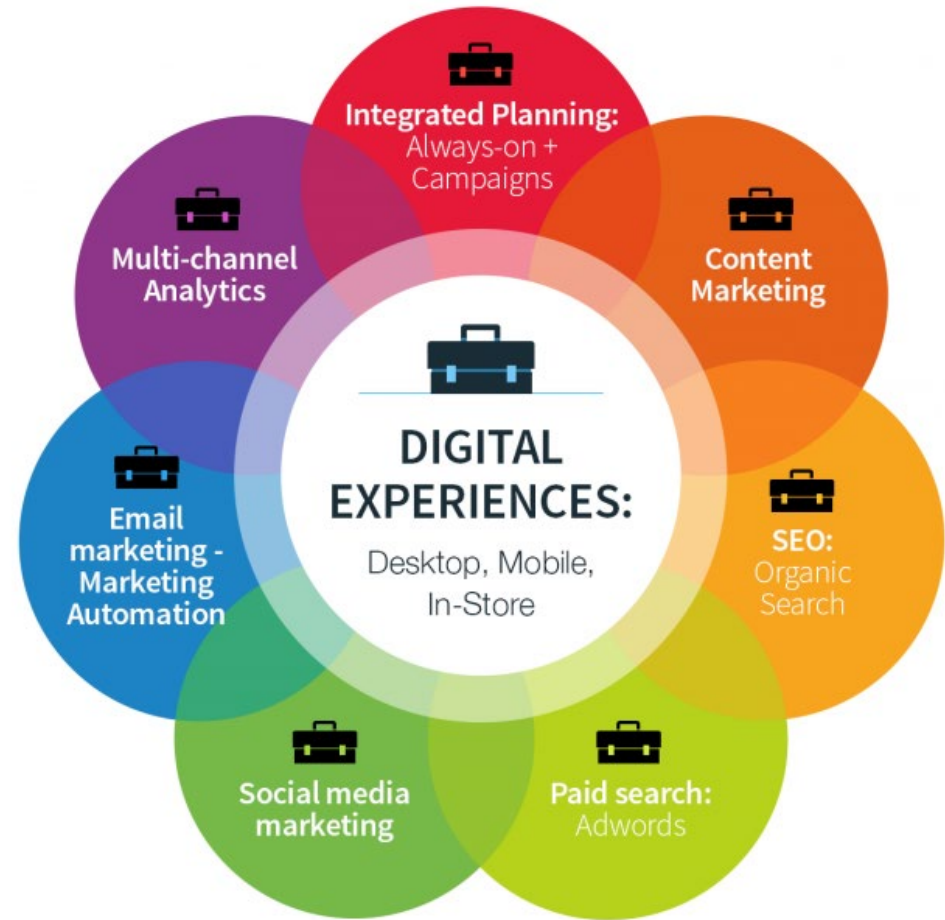 Integrated Planning:
Always-on +
Campaigns
Content
Marketing
SEO:
Organic
Search
Paid search:
Adwords
Social media
marketing
Email
marketing -
Marketing
Automation
Multi-channel
Analytics
DIGITAL
EXPERIENCES:
Desktop, Mobile,
In-Store